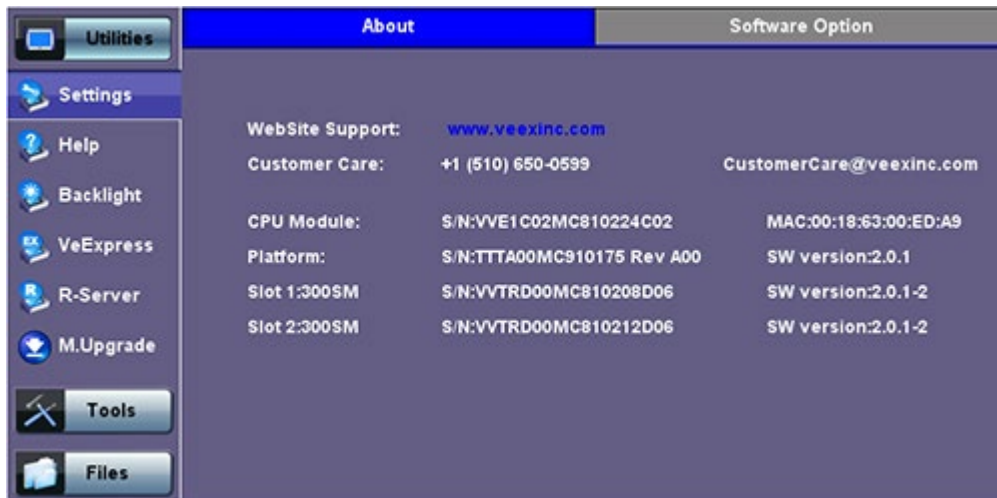 Utilities
About
Software Option
Settings
Help
Backlight
VeExpress
R-Server
M.Upgrade
Tools
Files
WebSite Support: www.veexinc.com
Customer Care: +1 (510) 650-0599 CustomerCare@veexinc.com
CPU Module: S/N:VVE1C02MC810224C02 MAC:00:18:63:00:ED:A9
Platform: S/N:TTTA00MC910175 Rev A00 SW version:2.0.1
Slot 1:300SM S/N:VVTRD00MC810208D06 SW version:2.0.1-2
Slot 2:300SM S/N:VVTRD00MC810212D06 SW version:2.0.1-2